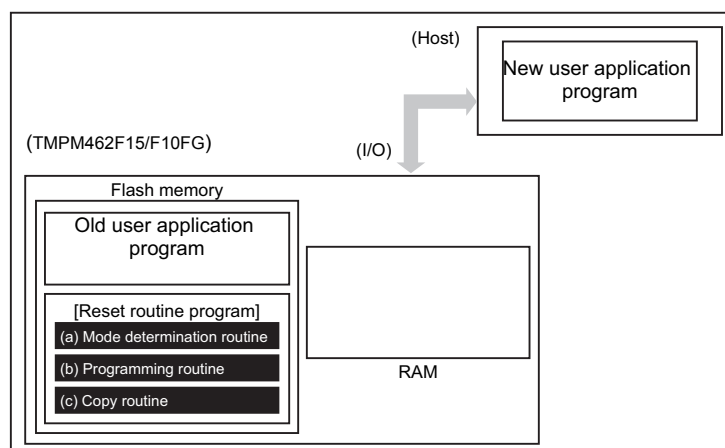 (Host)
New user application
program
(TMPM462F15/F10FG)
(I/O)
Flash memory
Old user application
program
[Reset routine program]
(a) Mode determination routine
(b) Programming routine
(c) Copy routine
RAM